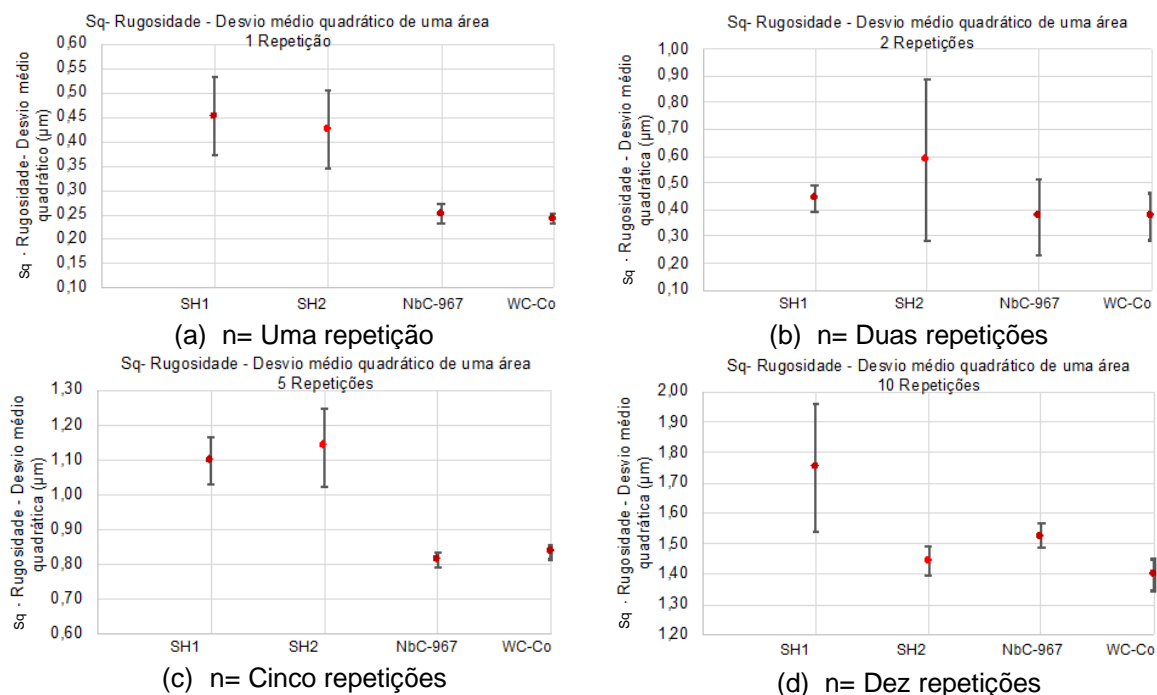 Sq- Rugosidade - Desvio médio quadrático de uma área
1 Repetição
Sq · Rugosidade- Desvio médio
quadrático (µm)
0,60
0,55
0,50
0,45
0,40
0,35
0,30
0,25
0,20
0,15
0,10
SH1 SH2 NbC-967 WC-Co
(a) n= Uma repetição
Sq- Rugosidade - Desvio médio quadrático de uma área
2 Repetições
Sq · Rugosidade - Desvio médio
quadrática (µm)
1,00
0,90
0,80
0,70
0,60
0,50
0,40
0,30
0,20
0,10
SH1 SH2 NbC-967 WC-Co
(b) n= Duas repetições
Sq- Rugosidade - Desvio médio quadrático de uma área
5 Repetições
Sq · Rugosidade - Desvio médio
quadrática (µm)
1,30
1,20
1,10
1,00
0,90
0,80
0,70
0,60
SH1 SH2 NbC-967 WC-Co
(c) n= Cinco repetições
Sq- Rugosidade - Desvio médio quadrático de uma área
10 Repetições
Sq · Rugosidade - Desvio médio
quadrática (µm)
2,00
1,90
1,80
1,70
1,60
1,50
1,40
1,30
1,20
SH1 SH2 NbC-967 WC-Co
(d) n= Dez repetições